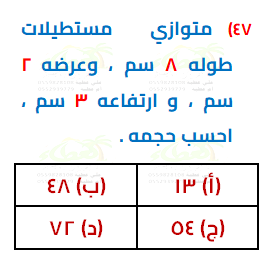 ٤٧) متوازي مستطيلات
طوله ٨ سم ، وعرضه ٢
سم ، و ارتفاعه ٣ سم ،
احسب حجمه .
(أ) ١٣ (ب) ٤٨
(ج) ٥٤ (د) ٧٢